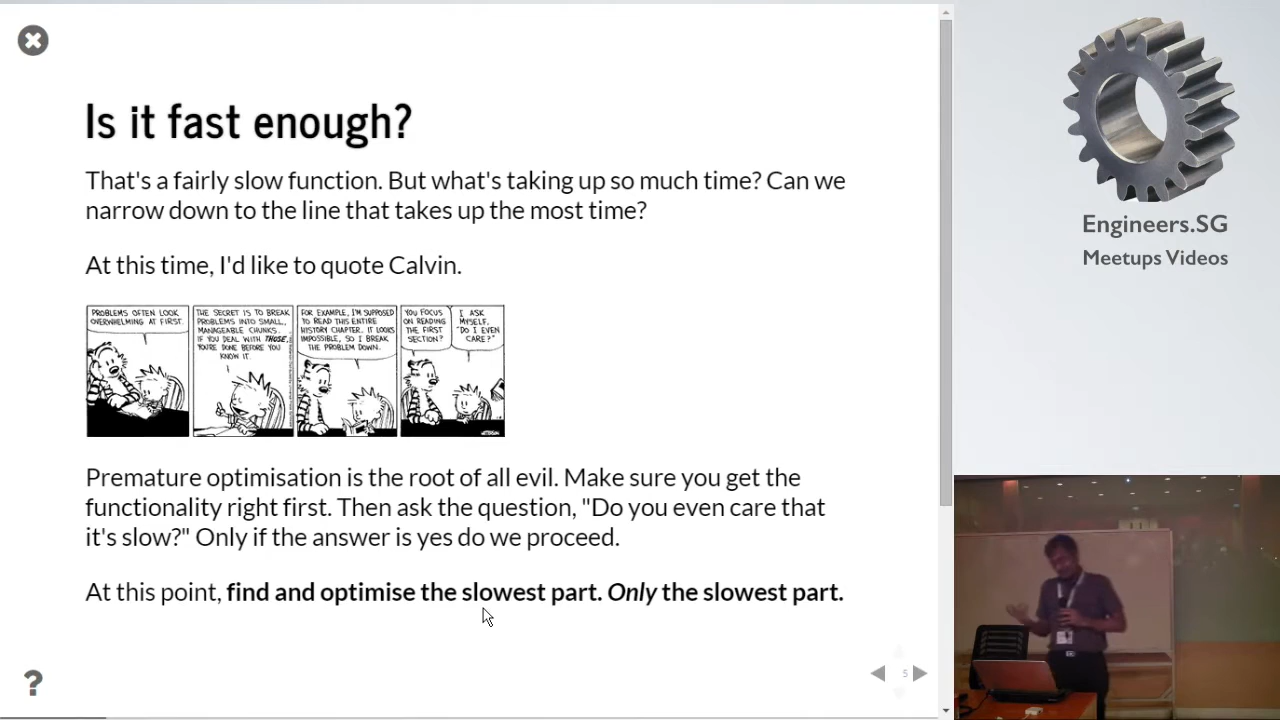 Is it fast enough?
That's a fairly slow function. But what's taking up so much time? Can we
narrow down to the line that takes up the most time?
At this time, I'd like to quote Calvin.
PROBLEMS OFTEN LOOK
OVERWHELMING AT FIRST.
THE SECRET IS TO BREAK
PROBLEMS INTO SMALL,
MANAGEABLE CHUNKS.
IF YOU DEAL WITH THOSE,
YOU'RE DONE BEFORE YOU
KNOW IT.
FOR EXAMPLE, I'M SUPPOSED
TO READ THIS ENTIRE
HISTORY CHAPTER. IT LOOKS
IMPOSSIBLE, SO I BREAK
THE PROBLEM DOWN.
YOU FOCUS
ON READING
THE FIRST
SECTION?
I ASK
MYSELF,
"DO I EVEN
CARE?"
Premature optimisation is the root of all evil. Make sure you get the
functionality right first. Then ask the question, "Do you even care that
it's slow?" Only if the answer is yes do we proceed.
At this point, find and optimise the slowest part. Only the slowest part.
?
5
Engineers.SG
Meetups Videos